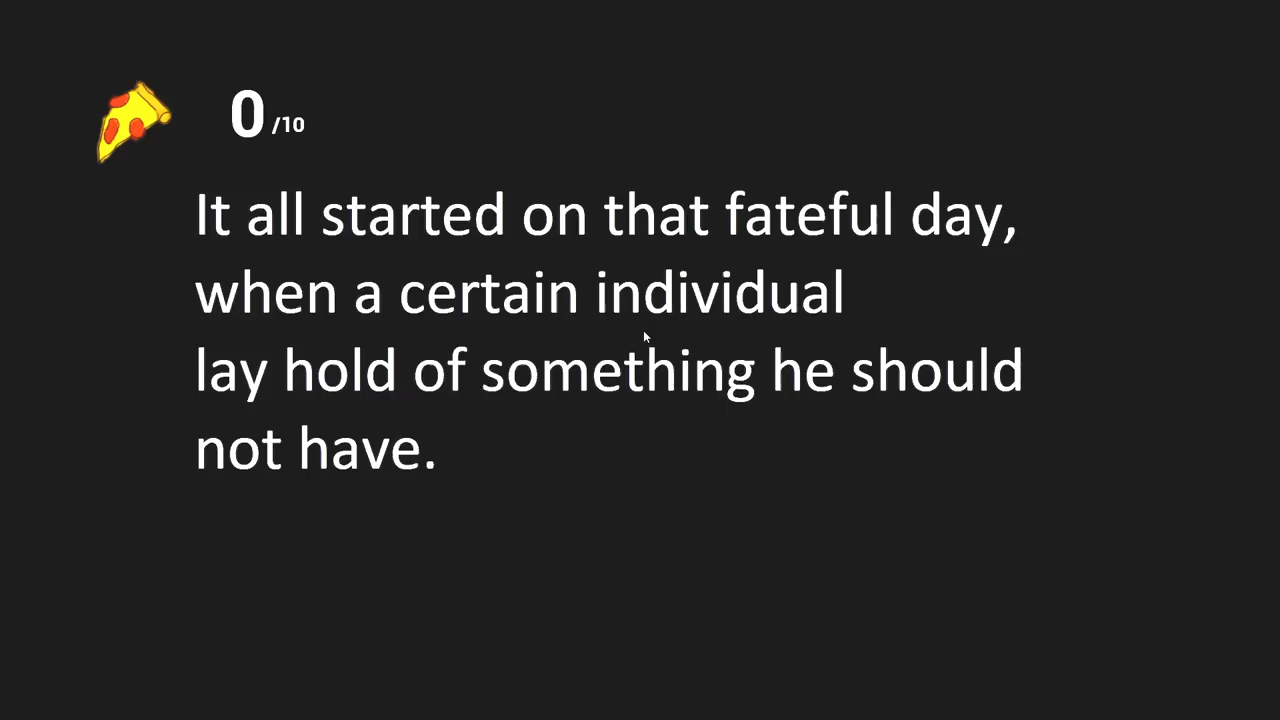 0/10
It all started on that fateful day,
when a certain individual
lay hold of something he should
not have.